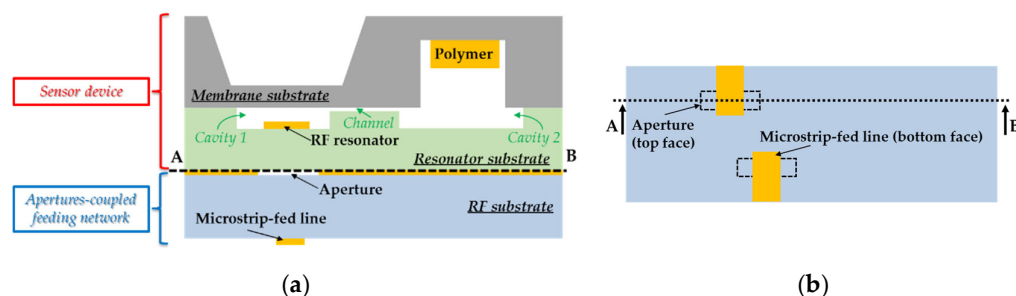 (a)
Sensor device
Polymer
Membrane substrate
Cavity 1
Channel
Cavity 2
RF resonator
A
Resonator substrate
B
Aperture
Apertures-coupled
feeding network
RF substrate
Microstrip-fed line
(a)
(b)
A
Aperture
(top face)
Microstrip-fed line (bottom face)
B
(b)